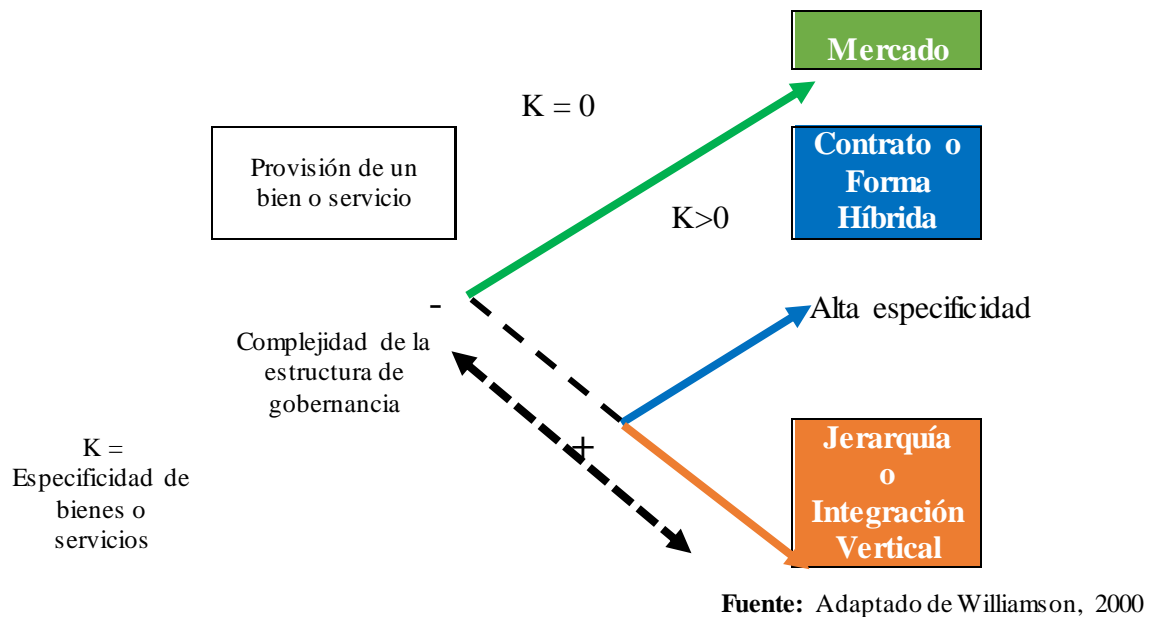 Mercado
K = 0
Provisión de un
bien o servicio
Contrato o
Forma
Híbrida
K>0
-
Alta especificidad
Complejidad de la
estructura de
gobernancia
+
K =
Especificidad de
bienes o
servicios
Jerarquía
o
Integración
Vertical
Fuente: Adaptado de Williamson, 2000